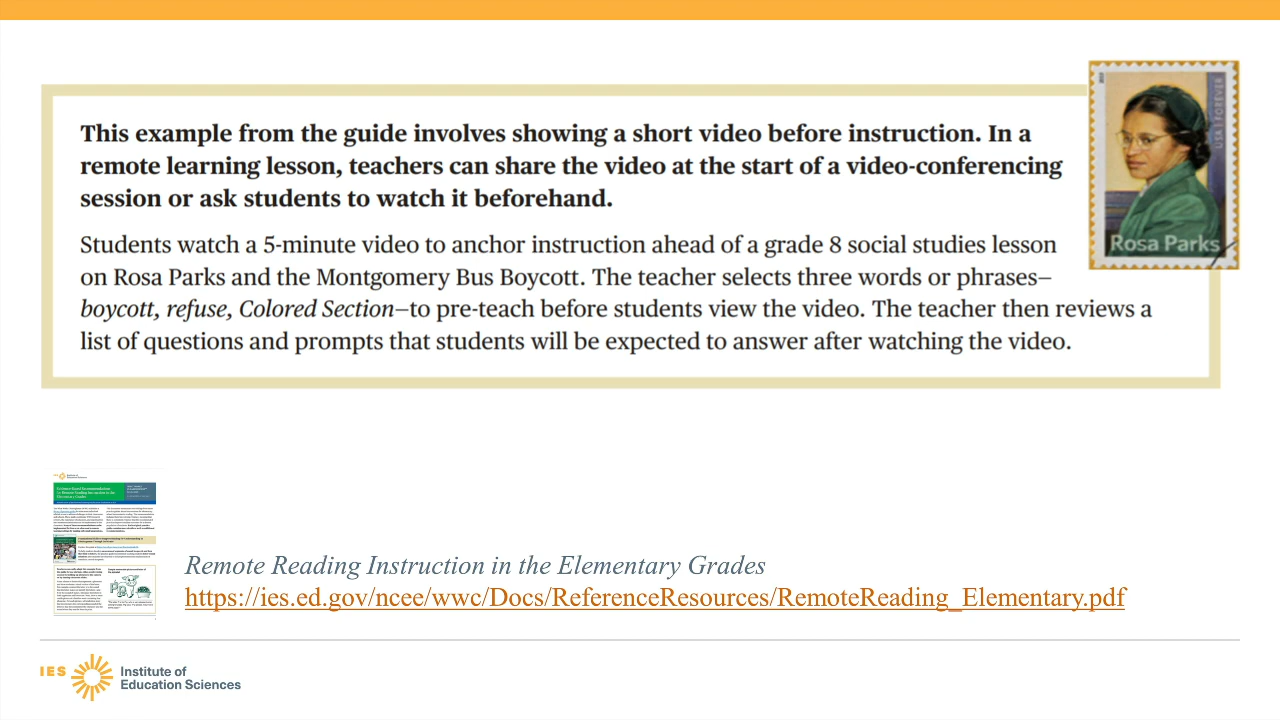 This example from the guide involves showing a short video before instruction. In a
remote learning lesson, teachers can share the video at the start of a video-conferencing
session or ask students to watch it beforehand.
Students watch a 5-minute video to anchor instruction ahead of a grade 8 social studies lesson
on Rosa Parks and the Montgomery Bus Boycott. The teacher selects three words or phrases—
boycott, refuse, Colored Section—to pre-teach before students view the video. The teacher then reviews a
list of questions and prompts that students will be expected to answer after watching the video.
USA | FOREVER
Rosa Parks
Remote Reading Instruction in the Elementary Grades
https://ies.ed.gov/ncee/wwc/Docs/ReferenceResources/RemoteReading_Elementary.pdf
IES
Institute of
Education Sciences